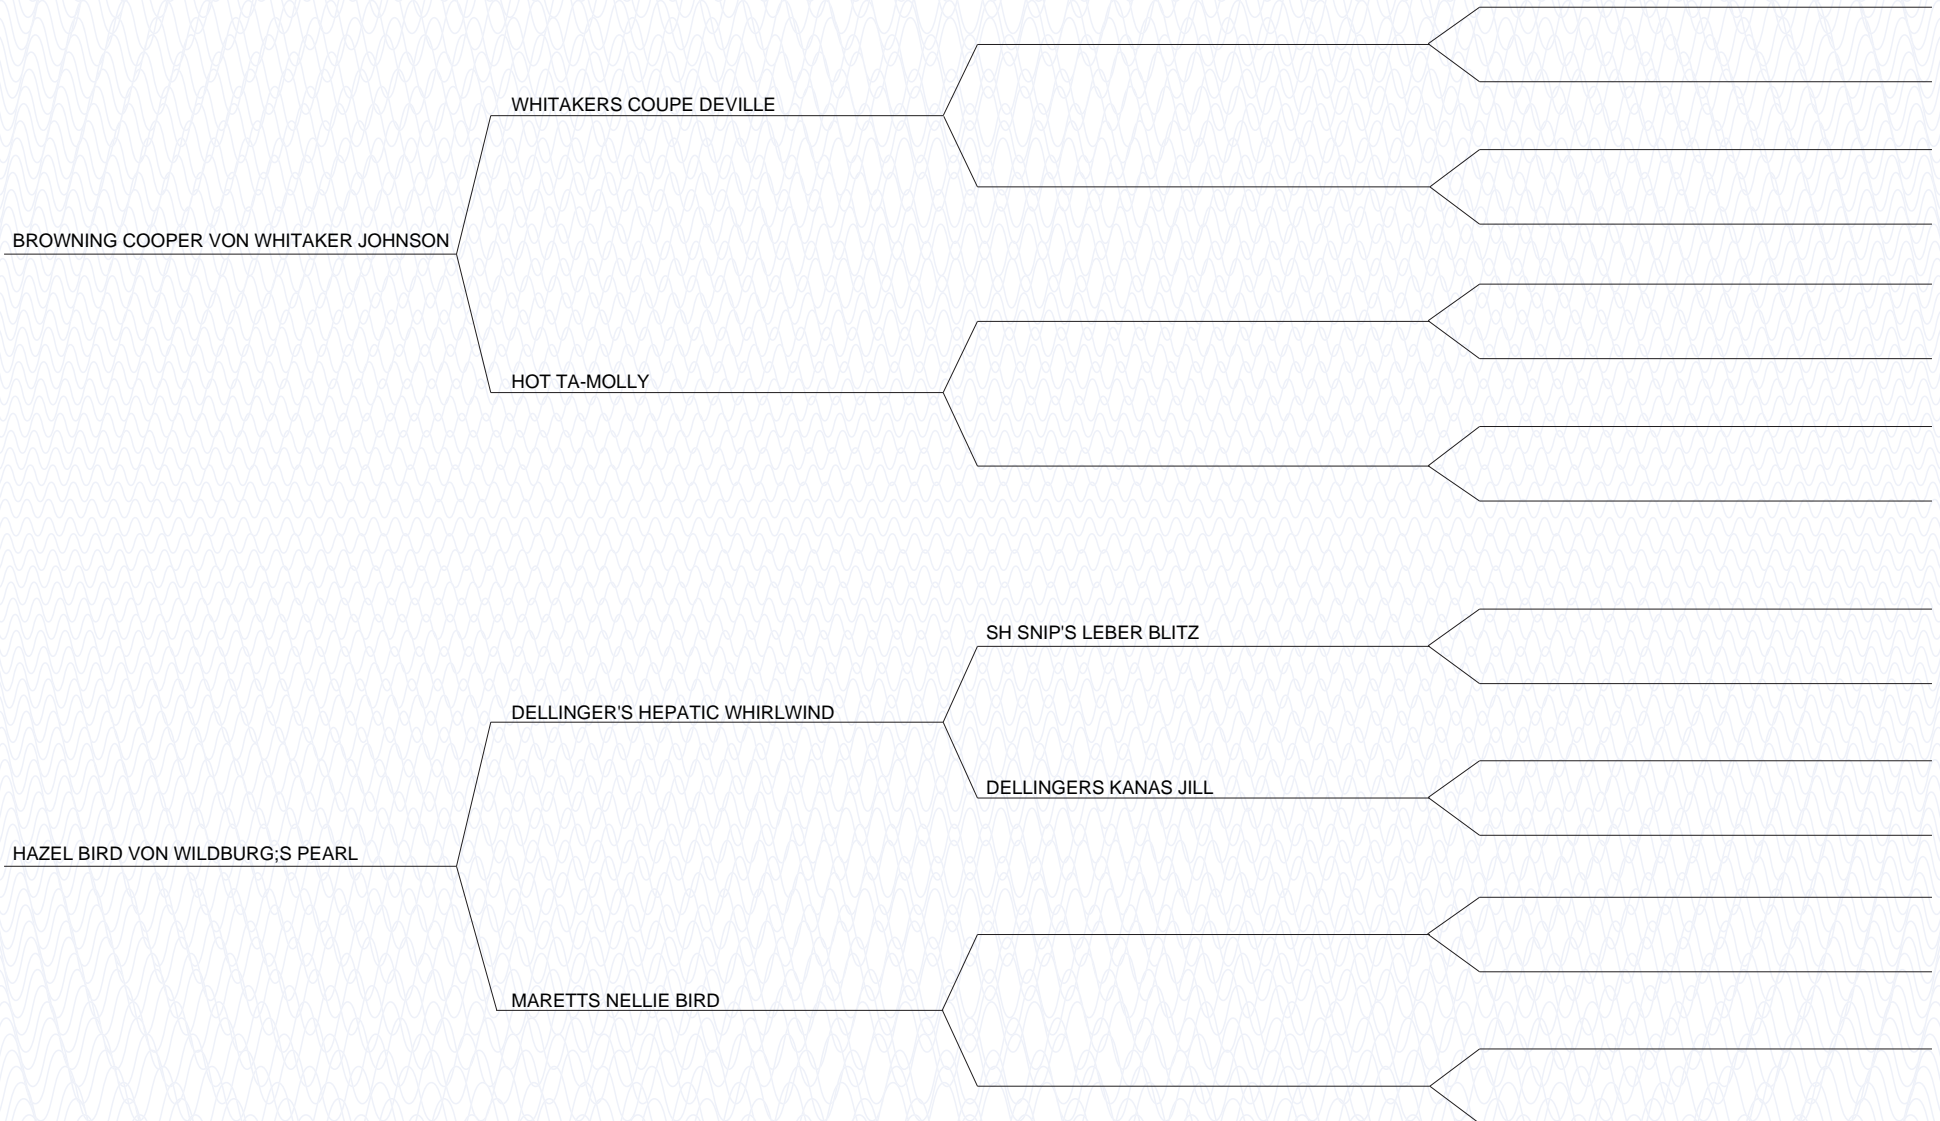 WHITAKERS COUPE DEVILLE
BROWNING COOPER VON WHITAKER JOHNSON
HOT TA-MOLLY
SH SNIP'S LEBER BLITZ
DELLINGER'S HEPATIC WHIRLWIND
DELLINGERS KANAS JILL
HAZEL BIRD VON WILDBURG;S PEARL
MARETTS NELLIE BIRD